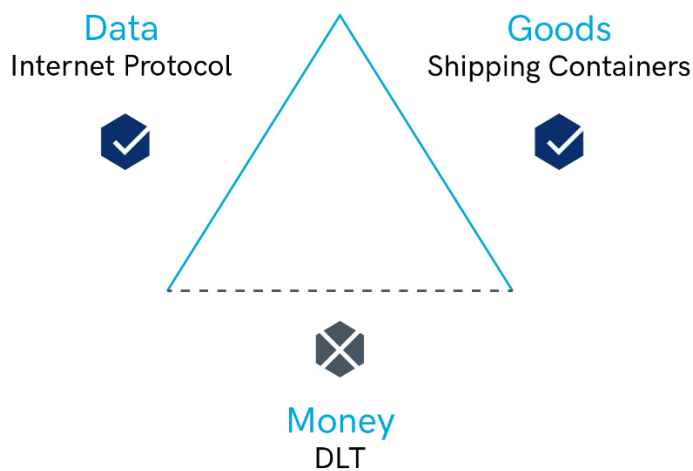 Data
Internet Protocol
Goods
Shipping Containers
Money
DLT